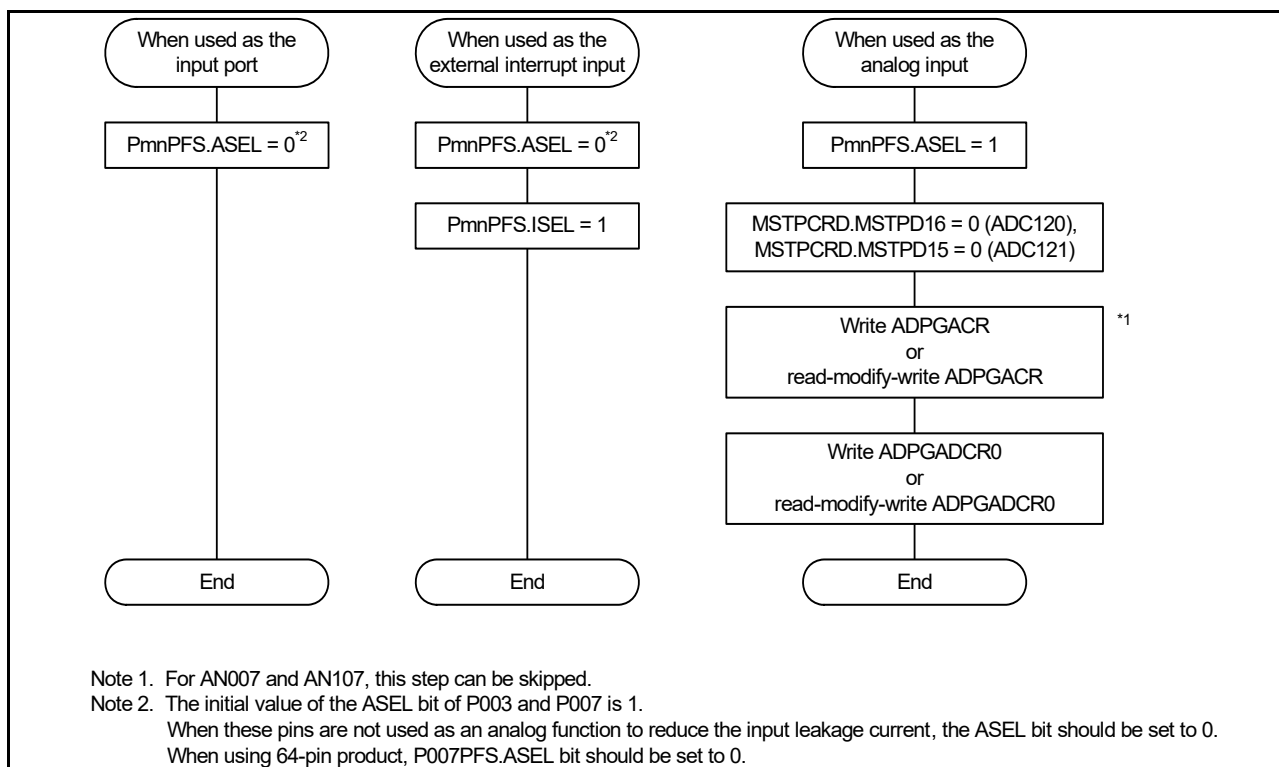 When used as the
input port
PmnPFS.ASEL = 0*2
End
When used as the
external interrupt input
PmnPFS.ASEL = 0*2
PmnPFS.ISEL = 1
End
When used as the
analog input
PmnPFS.ASEL = 1
MSTPCRD.MSTPD16 = 0 (ADC120),
MSTPCRD.MSTPD15 = 0 (ADC121)
Write ADPGACR
or
read-modify-write ADPGACR
*1
Write ADPGADCR0
or
read-modify-write ADPGADCR0
End
Note 1. For AN007 and AN107, this step can be skipped.
Note 2. The initial value of the ASEL bit of P003 and P007 is 1.
When these pins are not used as an analog function to reduce the input leakage current, the ASEL bit should be set to 0.
When using 64-pin product, P007PFS.ASEL bit should be set to 0.